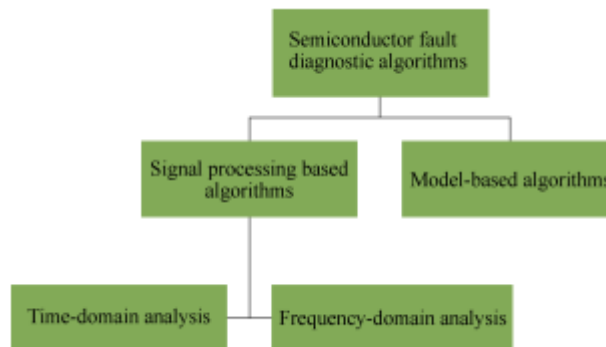 Semiconductor fault
diagnostic algorithms
Signal processing based
algorithms
Model-based algorithms
Time-domain analysis
Frequency-domain analysis